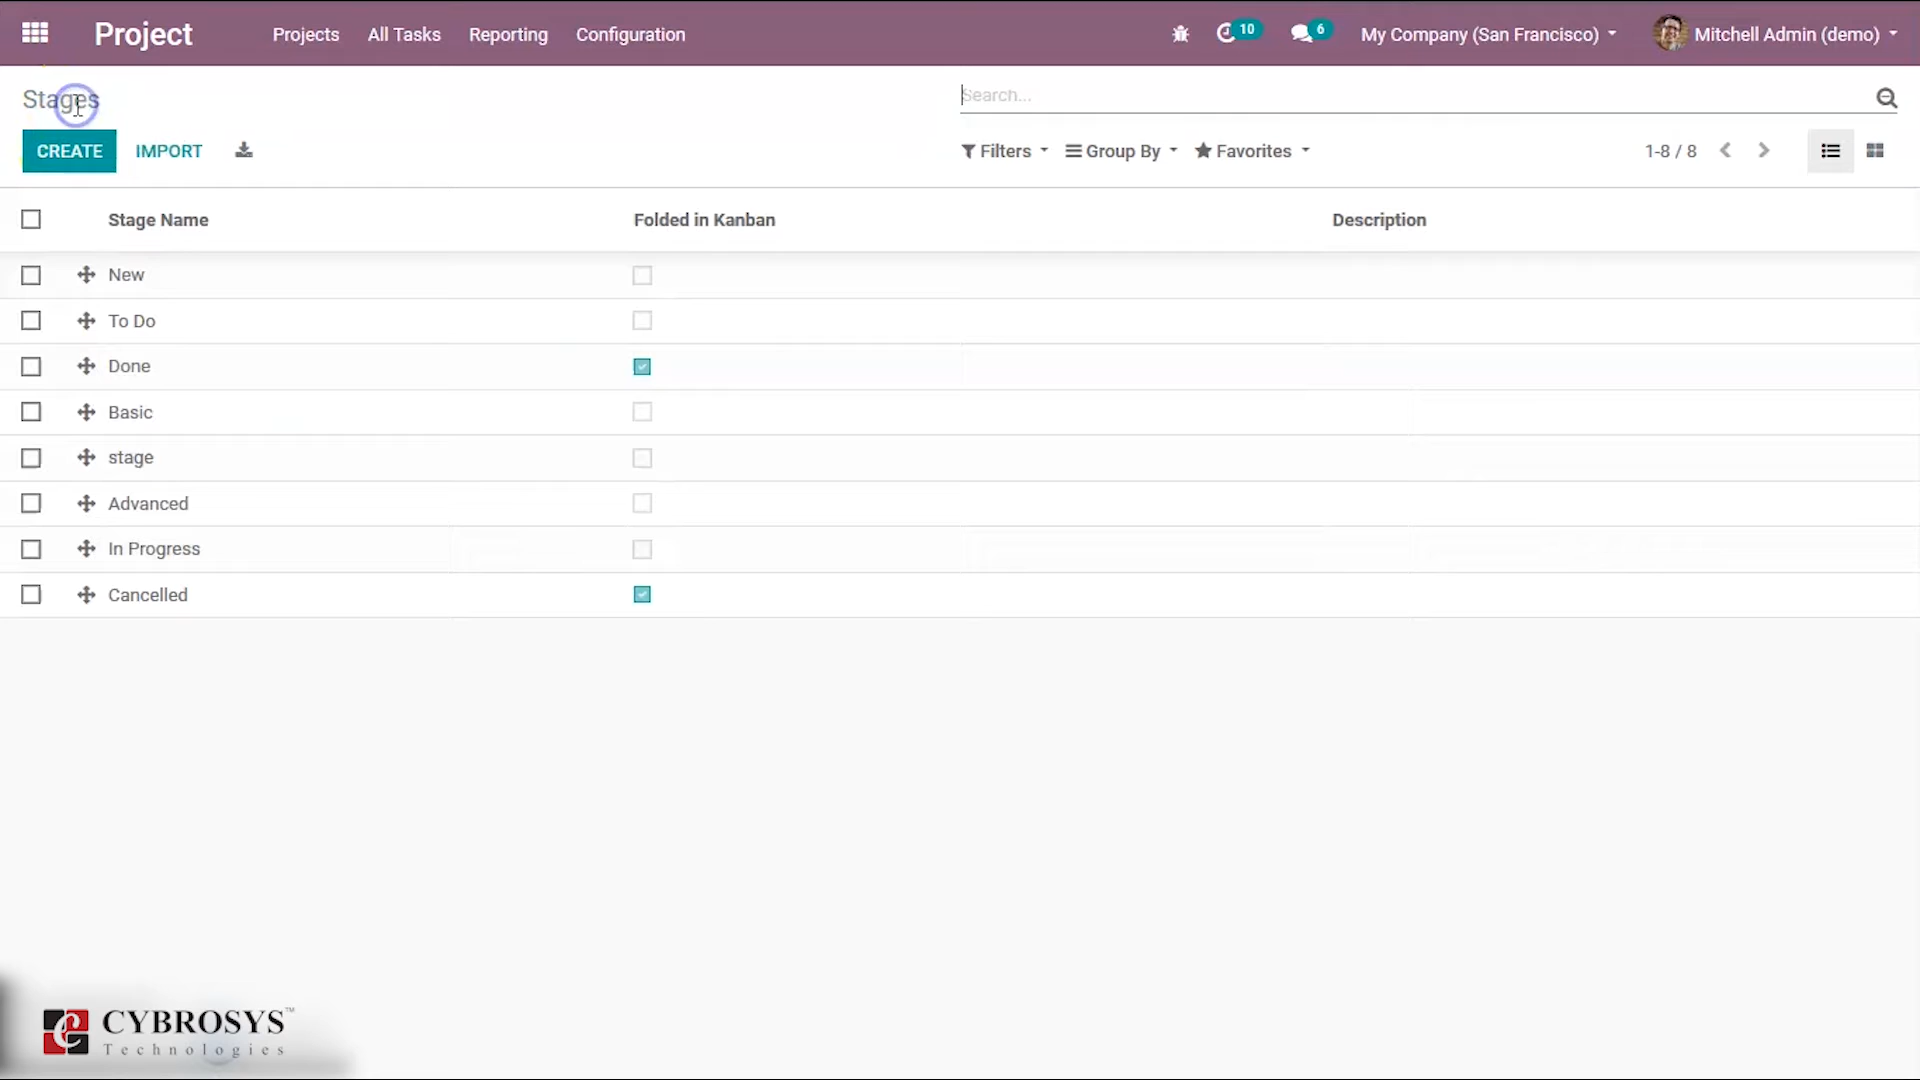 Project Projects All Tasks Reporting Configuration 10 6 My Company (San Francisco) Mitchell Admin (demo)
Stages Search...
CREATE IMPORT Filters Group By Favorites 1-8 / 8
Stage Name Folded in Kanban Description
New
To Do
Done
Basic
stage
Advanced
In Progress
Cancelled
CYBROSYS™
Technologies